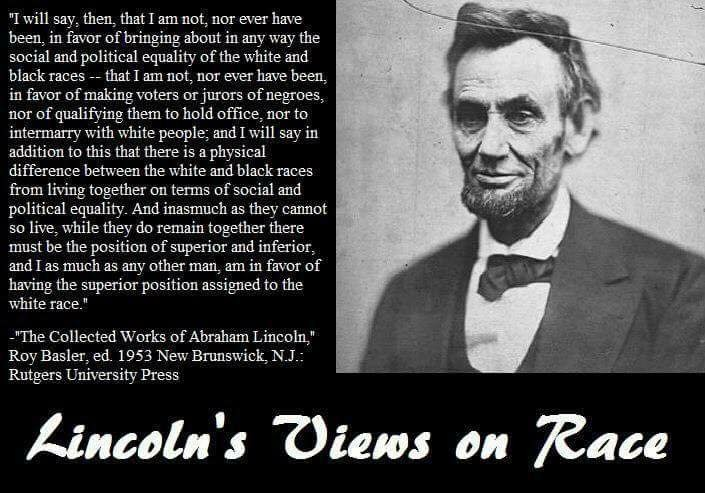 "I will say, then, that I am not, nor ever have
been, in favor of bringing about in any way the
social and political equality of the white and
black races -- that I am not, nor ever have been,
in favor of making voters or jurors of negroes,
nor of qualifying them to hold office, nor to
intermarry with white people; and I will say in
addition to this that there is a physical
difference between the white and black races
from living together on terms of social and
political equality. And inasmuch as they cannot
so live, while they do remain together there
must be the position of superior and inferior,
and I as much as any other man, am in favor of
having the superior position assigned to the
white race."
-"The Collected Works of Abraham Lincoln,"
Roy Basler, ed. 1953 New Brunswick, N.J.:
Rutgers University Press
Lincoln's Views on Race